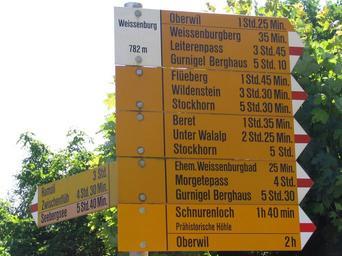 Weissenburg
782 m
Oberwil 1 Std.25 Min.
Weissenburgberg 35 Min.
Leiterenpass 3 Std.45
Gurnigel Berghaus 5 Std.10
Flüeberg 1 Std.45 Min.
Wildenstein 3 Std.30 Min.
Stockhorn 5 Std.30 Min.
Beret 1 Std.35 Min.
Unter Walalp 2 Std.25 Min.
Stockhorn 5 Std.
Ehem.Weissenburgbad 25 Min.
Morgetepass 4 Std.
Gurnigel Berghaus 5 Std.30
Schnurenloch 1h 40 min
Prähistorische Höhle
Oberwil 2 h
3 Std.
Zwischenflüh 4 Std.30 Min.
Seebergsee 5 Std.40 Min.